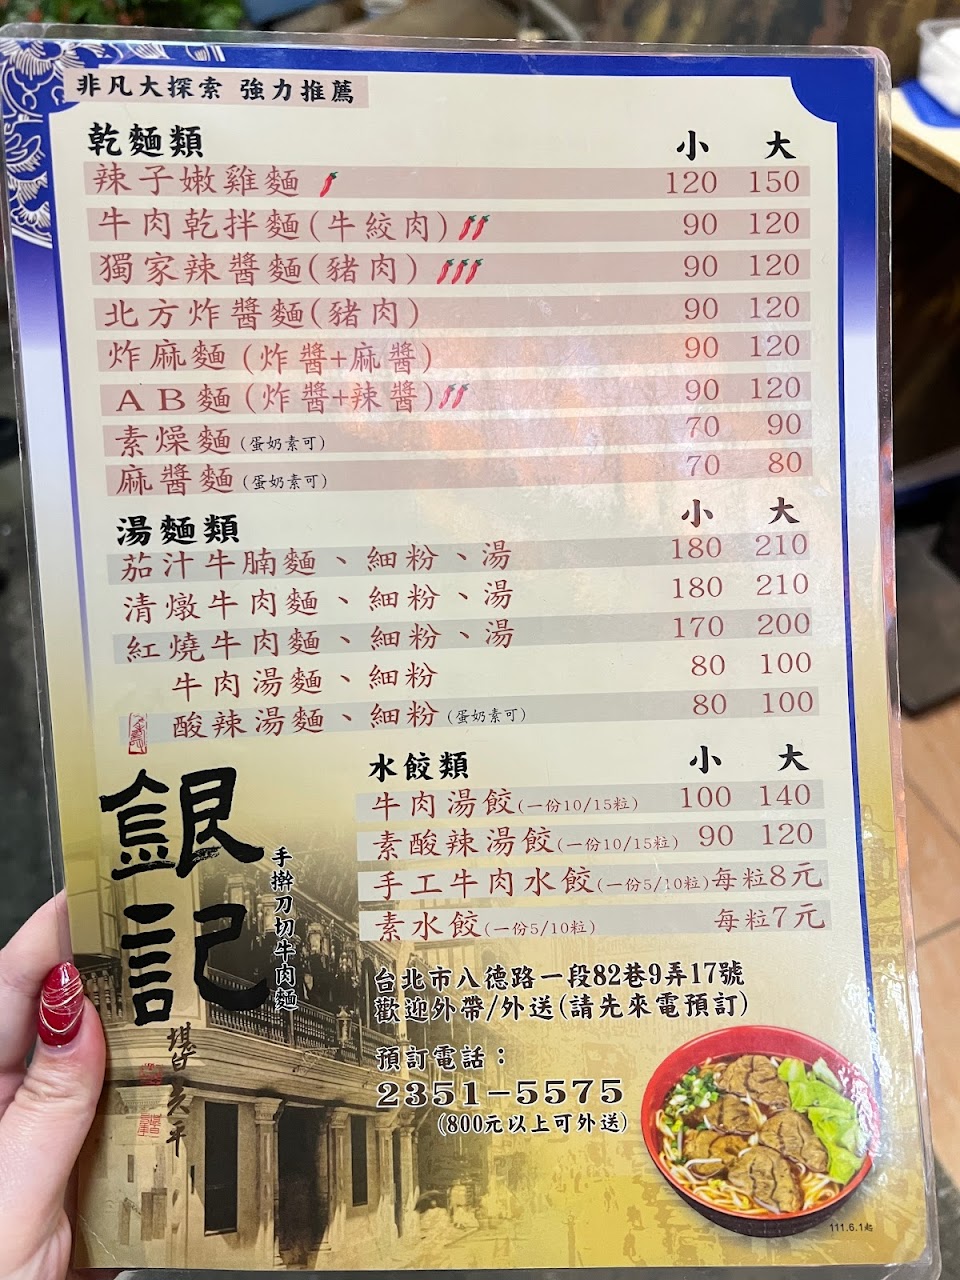 非凡大探索 強力推薦
乾麵類 小 大
辣子嫩雞麵 120 150
牛肉乾拌麵(牛絞肉) 90 120
獨家辣醬麵(豬肉) 90 120
北方炸醬麵(豬肉) 90 120
炸麻麵(炸醬+麻醬) 90 120
AB麵(炸醬+辣醬) 90 120
素燥麵(蛋奶素可) 70 90
麻醬麵(蛋奶素可) 70 80
湯麵類 小 大
茄汁牛腩麵、細粉、湯 180 210
清燉牛肉麵、細粉、湯 180 210
紅燒牛肉麵、細粉、湯 170 200
牛肉湯麵、細粉 80 100
酸辣湯麵、細粉(蛋奶素可) 80 100
水餃類 小 大
牛肉湯餃(一份10/15粒) 100 140
素酸辣湯餃(一份10/15粒) 90 120
手工牛肉水餃(一份5/10粒) 每粒8元
素水餃(一份5/10粒) 每粒7元
銀記
手擀刀切牛肉麵
台北市八德路一段82巷9弄17號
歡迎外帶/外送(請先來電預訂)
預訂電話：
2351-5575
(800元以上可外送)
111.6.1起